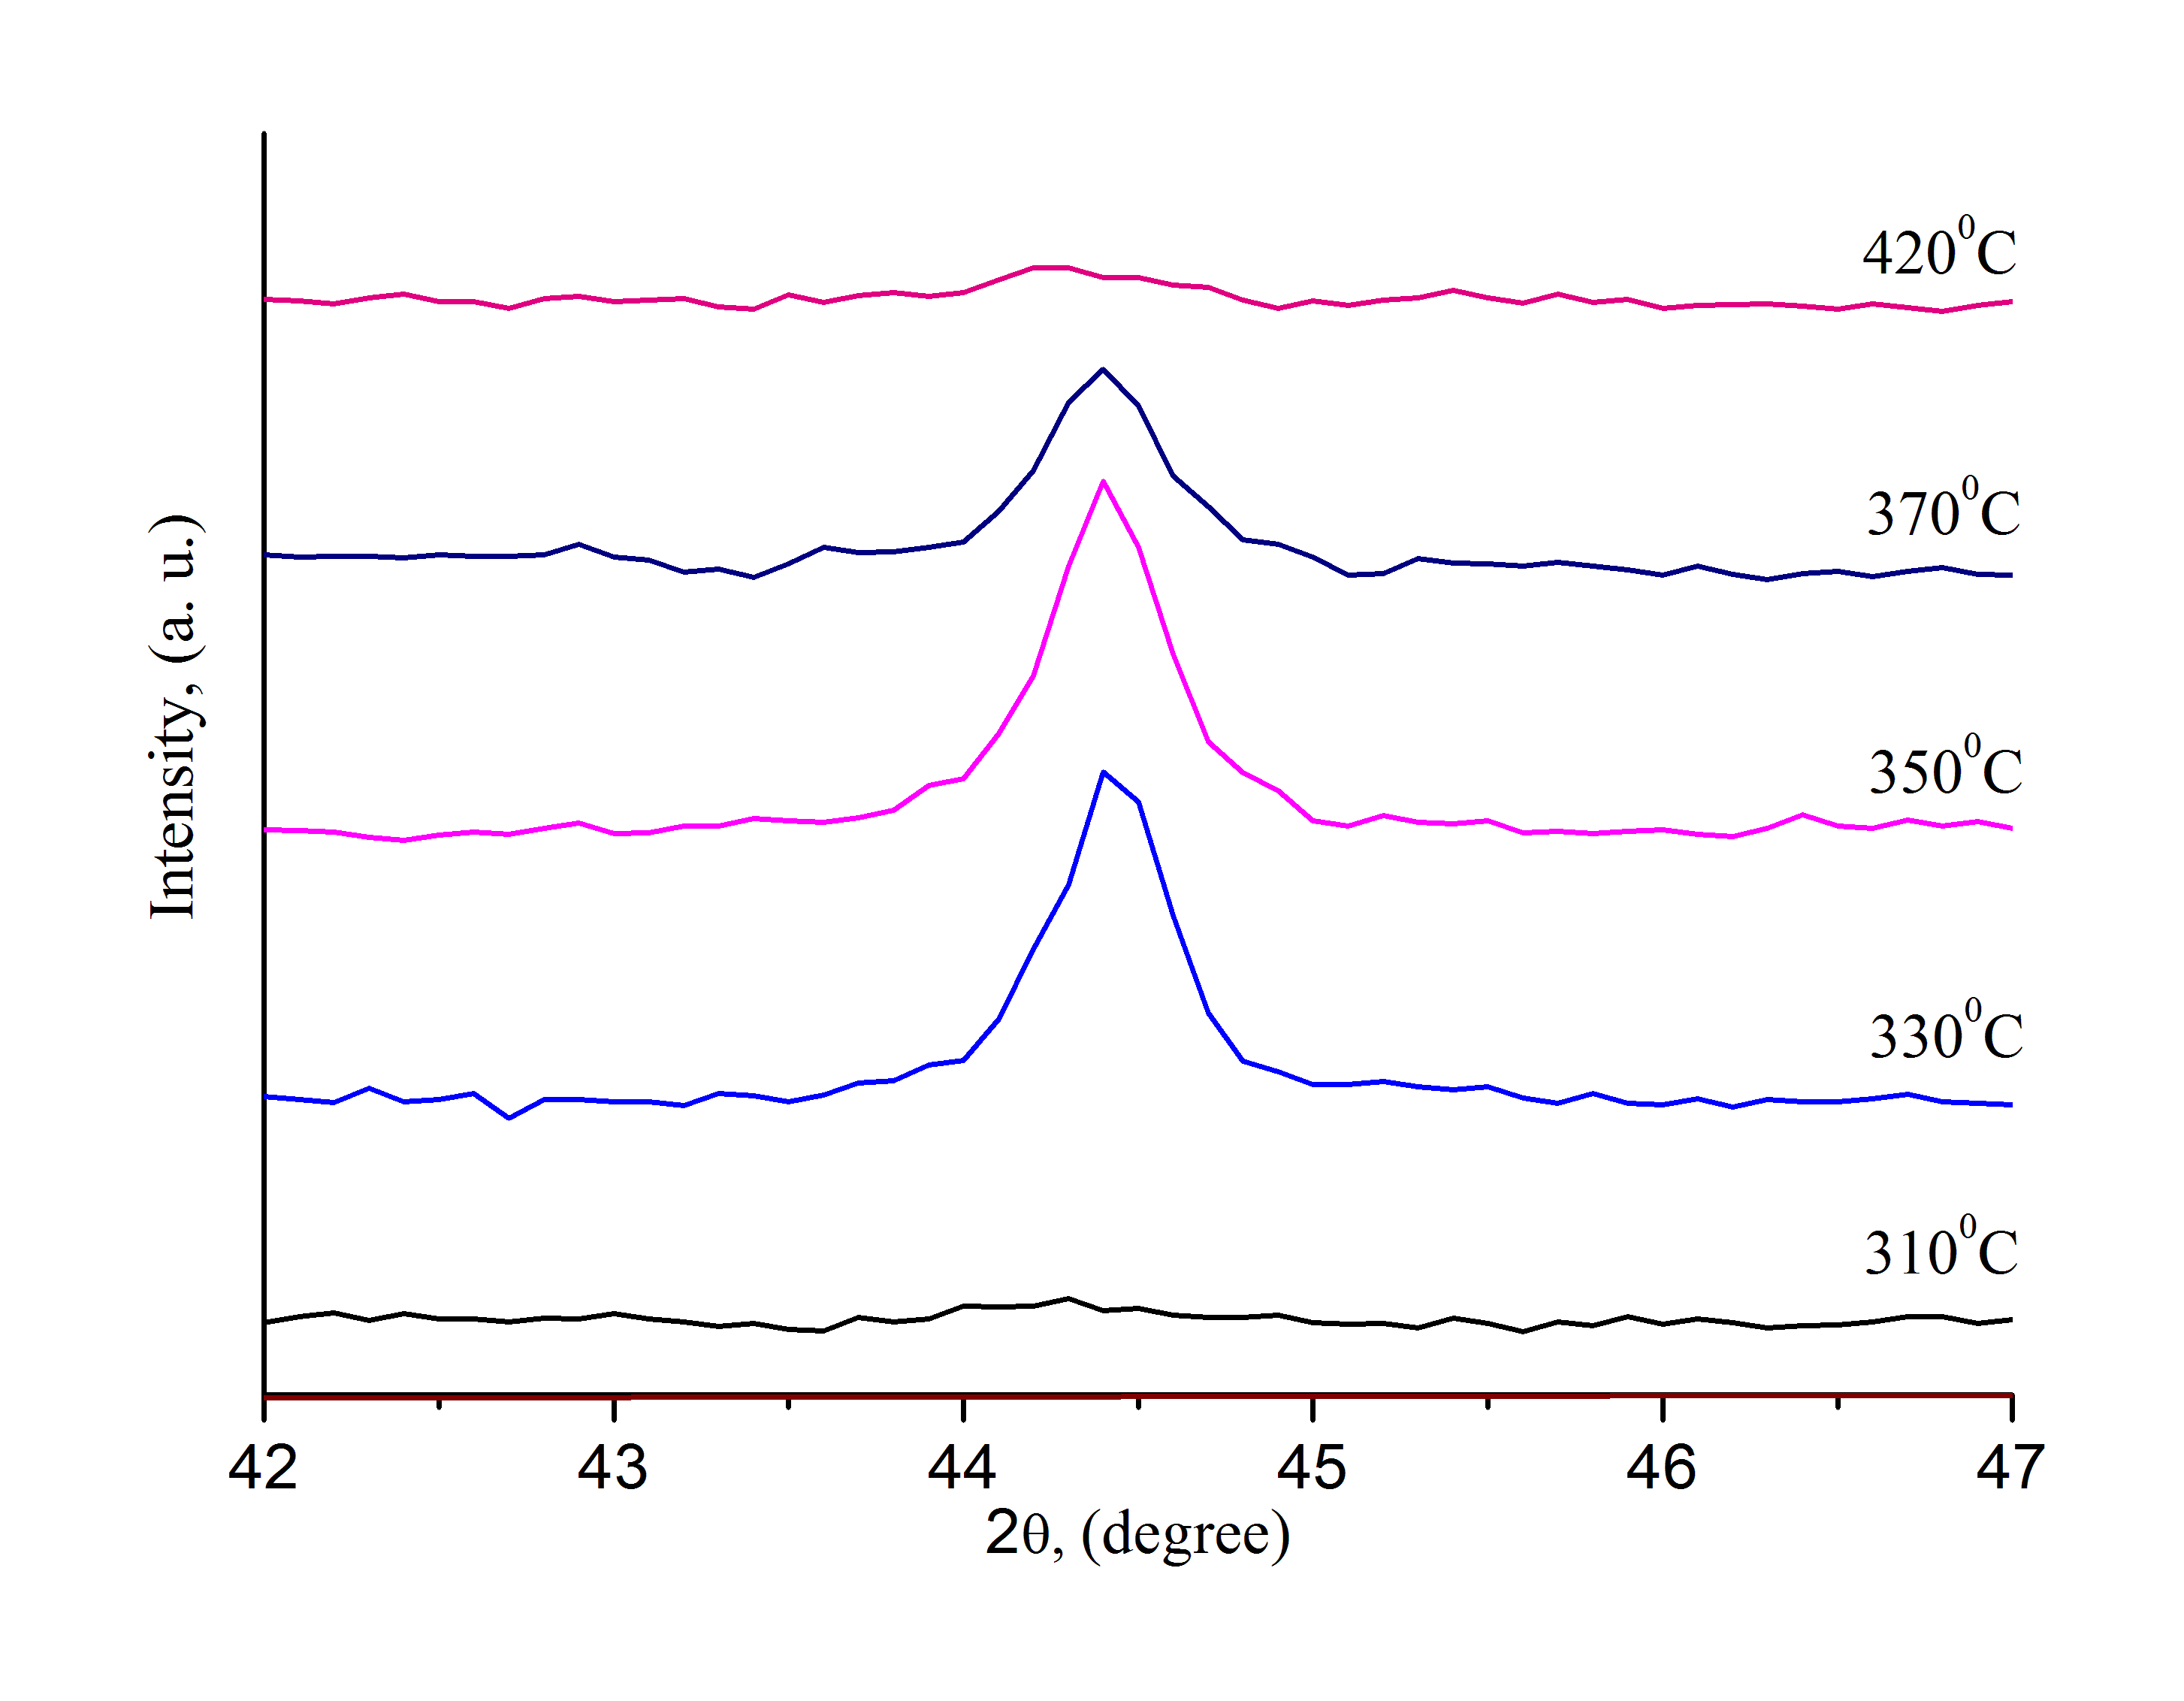 420⁰C
370⁰C
350⁰C
330⁰C
310⁰C
Intensity, (a. u.)
42 43 44 45 46 47
2θ, (degree)